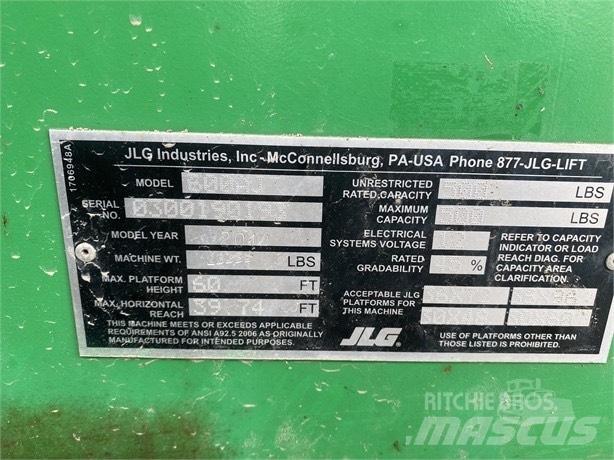 1706948A
JLG Industries, Inc - McConnellsburg, PA-USA Phone 877-JLG-LIFT
MODEL
SERIAL NO.
MODEL YEAR
MACHINE WT. LBS
MAX. PLATFORM HEIGHT 60 FT
MAX. HORIZONTAL REACH FT
THIS MACHINE MEETS OR EXCEEDS APPLICABLE
REQUIREMENTS OF ANSI A92.5 2006 AS ORIGINALLY
MANUFACTURED FOR INTENDED PURPOSES.
UNRESTRICTED RATED CAPACITY LBS
MAXIMUM CAPACITY LBS
ELECTRICAL SYSTEMS VOLTAGE
RATED GRADABILITY %
REFER TO CAPACITY
INDICATOR OR LOAD
REACH DIAG. FOR
CAPACITY AREA
CLARIFICATION.
ACCEPTABLE JLG
PLATFORMS FOR
THIS MACHINE
JLG
USE OF PLATFORMS OTHER THAN
THOSE LISTED IS PROHIBITED.
RITCHIE BROS
MASCUS